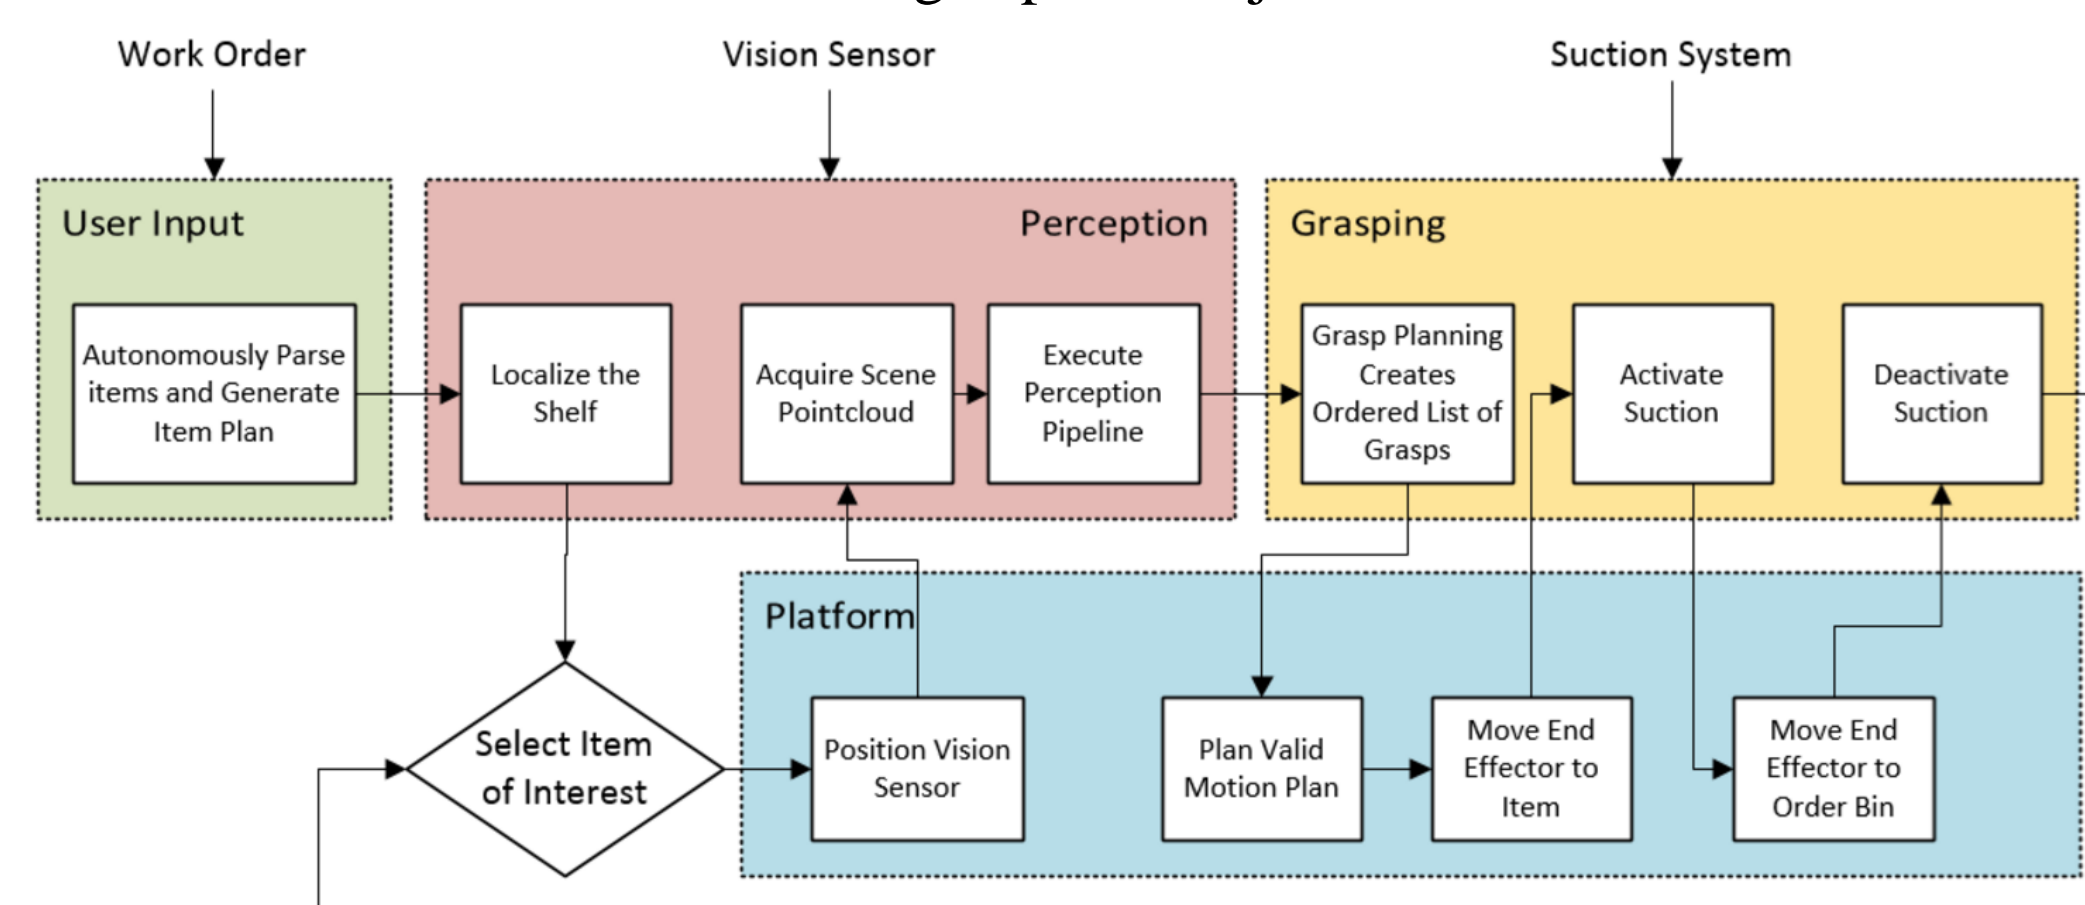 Work Order
Vision Sensor
Suction System
User Input
Perception
Grasping
Autonomously Parse
items and Generate
Item Plan
Localize the
Shelf
Acquire Scene
Pointcloud
Execute
Perception
Pipeline
Grasp Planning
Creates
Ordered List of
Grasps
Activate
Suction
Deactivate
Suction
Platform
Select Item
of Interest
Position Vision
Sensor
Plan Valid
Motion Plan
Move End
Effector to
Item
Move End
Effector to
Order Bin